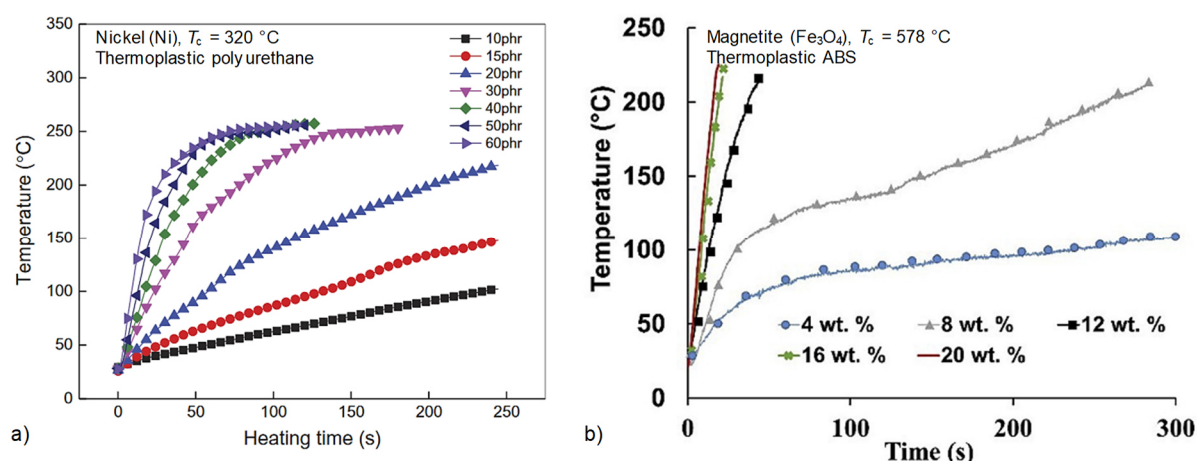 Nickel (Ni), Tc = 320 °C
Thermoplastic polyurethane
10phr
15phr
20phr
30phr
40phr
50phr
60phr
350
300
250
200
150
100
50
0
Temperature (°C)
0
50
100
150
200
250
Heating time (s)
a)
Magnetite (Fe3O4), Tc = 578 °C
Thermoplastic ABS
250
200
150
100
50
0
Temperature (°C)
4 wt. %
8 wt. %
12 wt. %
16 wt. %
20 wt. %
0
100
200
300
Time (s)
b)